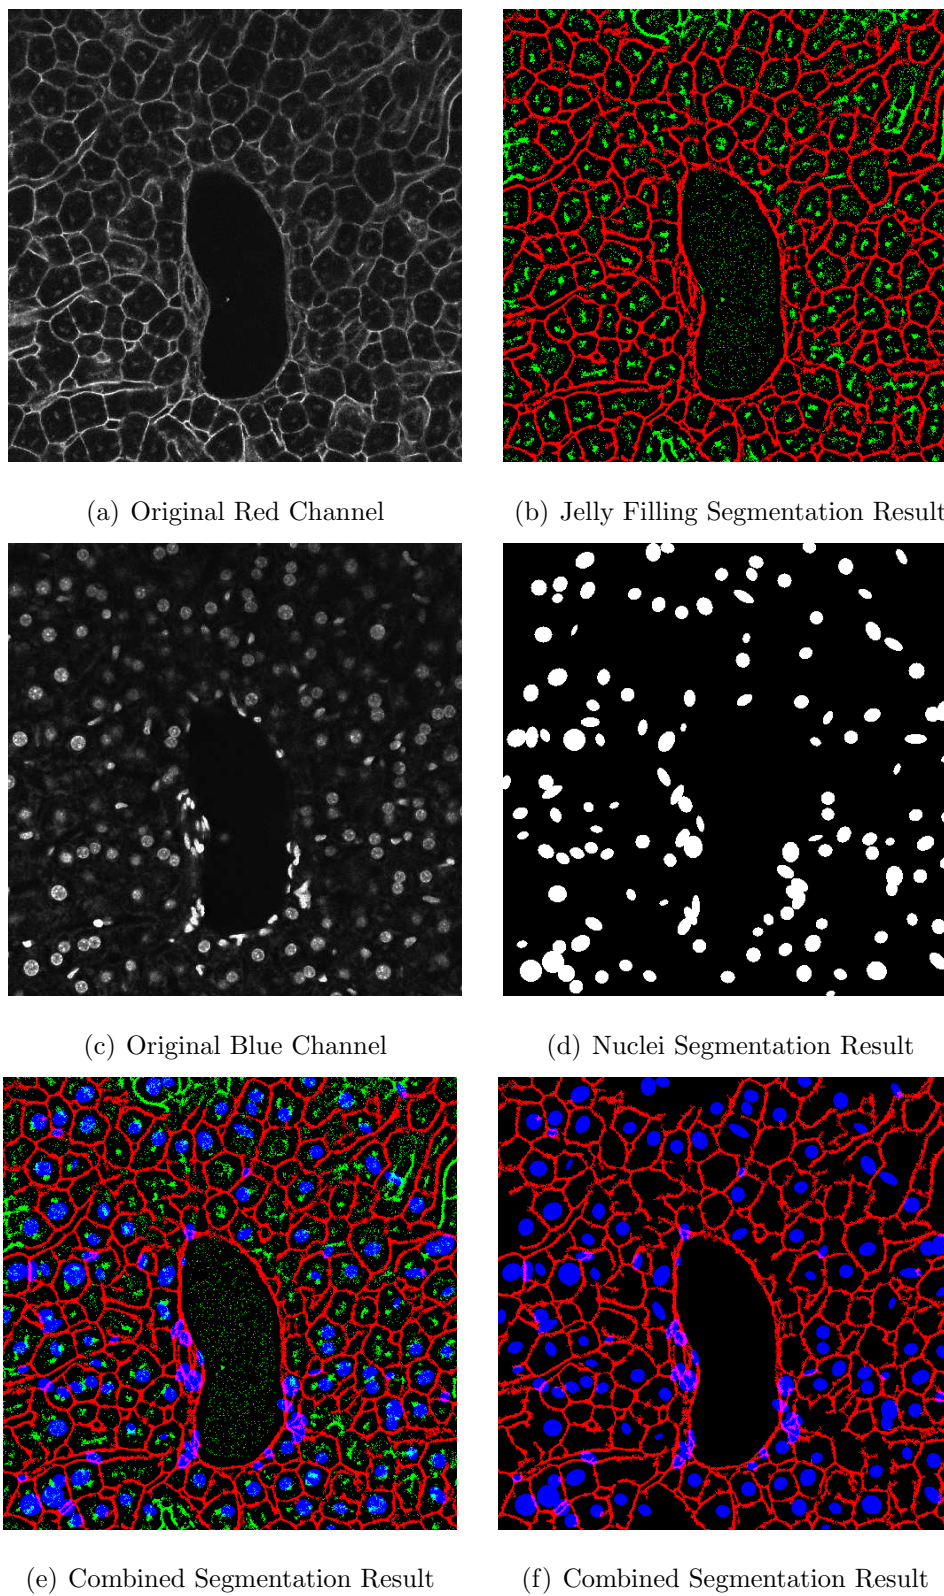 (a) Original Red Channel
(b) Jelly Filling Segmentation Result
(c) Original Blue Channel
(d) Nuclei Segmentation Result
(e) Combined Segmentation Result
(f) Combined Segmentation Result